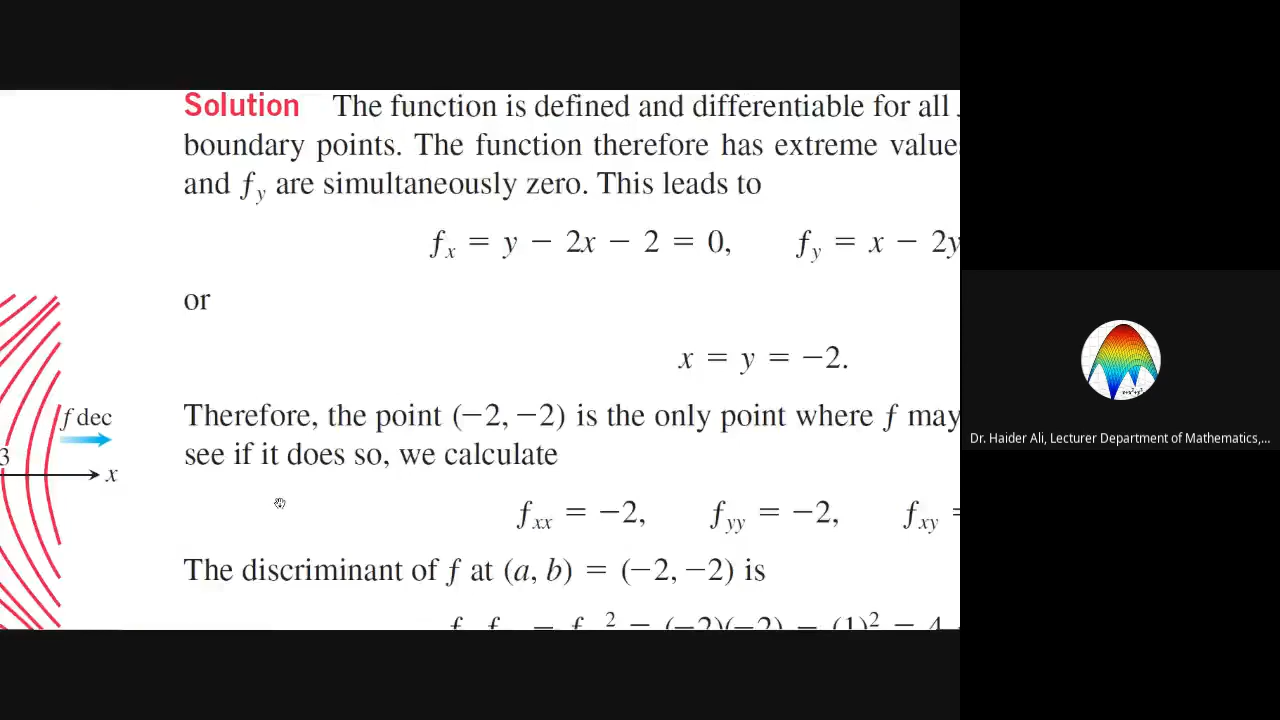 Solution The function is defined and differentiable for all
boundary points. The function therefore has extreme value
and f_y are simultaneously zero. This leads to
f_x = y − 2x − 2 = 0, f_y = x − 2y
or
x = y = −2.
Therefore, the point (−2, −2) is the only point where f may
see if it does so, we calculate
f_xx = −2, f_yy = −2, f_xy =
The discriminant of f at (a, b) = (−2, −2) is
(−2)(−2) − (1)² = 4
f dec
3
x
Dr. Haider Ali, Lecturer Department of Mathematics,...